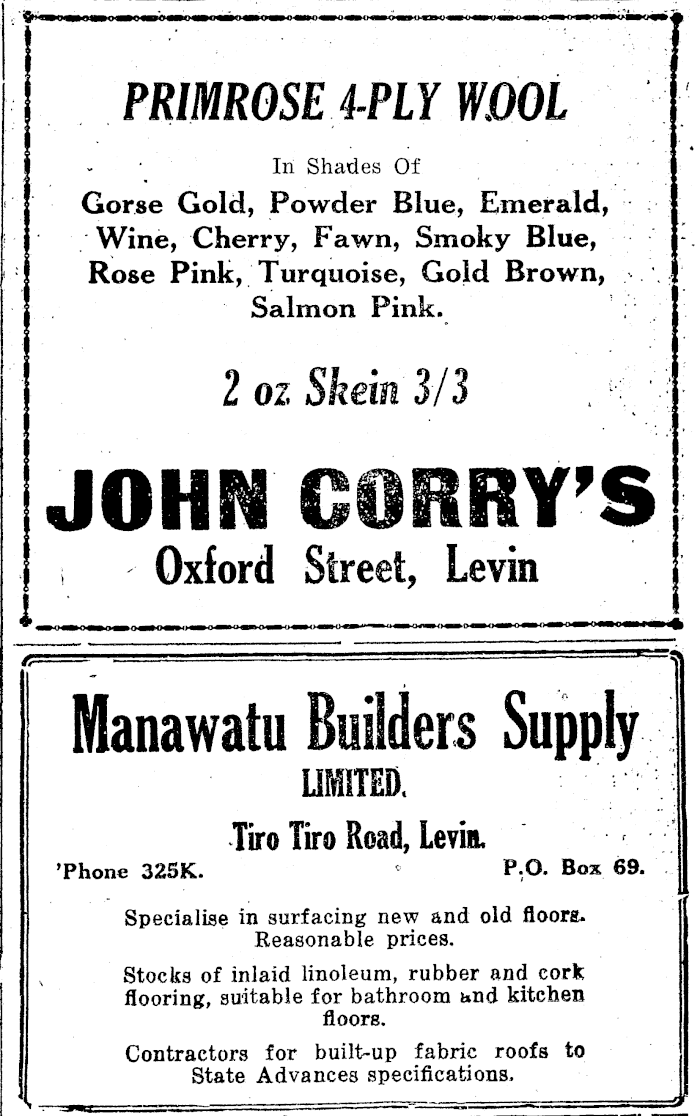 PRIMROSE 4-PLY WOOL
In Shades Of
Gorse Gold, Powder Blue, Emerald,
Wine, Cherry, Fawn, Smoky Blue,
Rose Pink, Turquoise, Gold Brown,
Salmon Pink.
2 oz Skein 3/3
JOHN CORRY'S
Oxford Street, Levin
Manawatu Builders Supply
LIMITED.
Tiro Tiro Road, Levin.
'Phone 325K.
P.O. Box 69.
Specialise in surfacing new and old floors.
Reasonable prices.
Stocks of inlaid linoleum, rubber and cork
flooring, suitable for bathroom and kitchen
floors.
Contractors for built-up fabric roofs to
State Advances specifications.